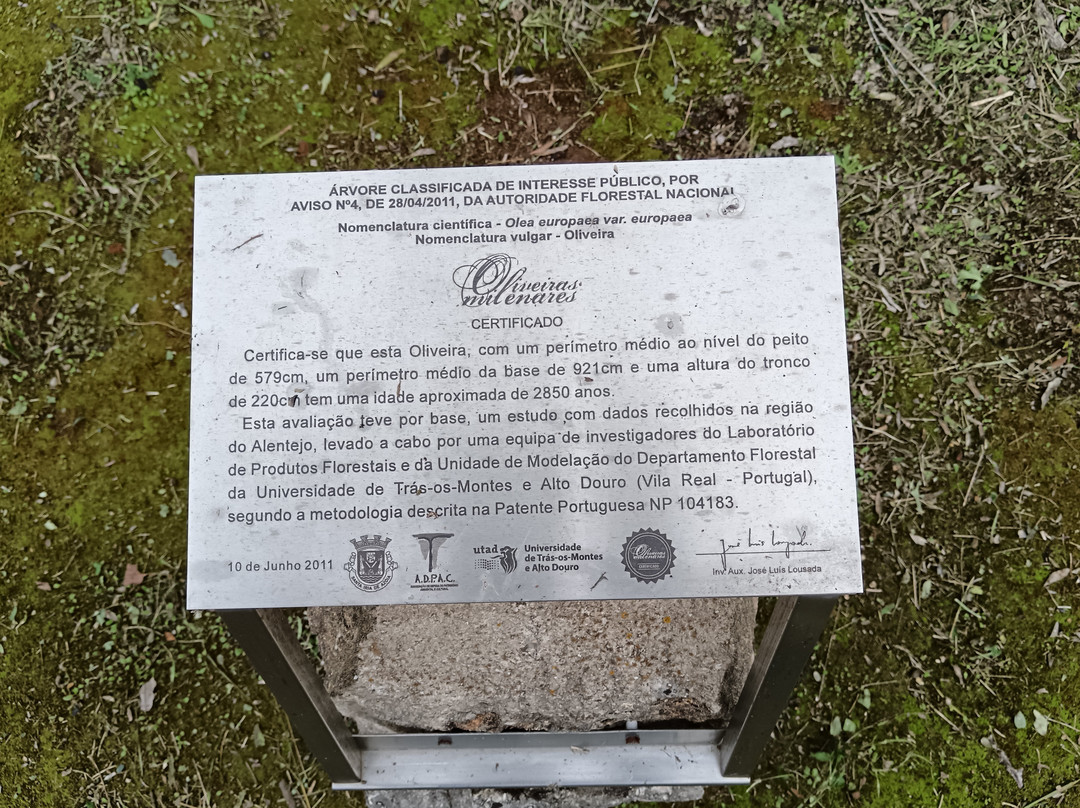 ÁRVORE CLASSIFICADA DE INTERESSE PÚBLICO, POR
AVISO Nº4, DE 28/04/2011, DA AUTORIDADE FLORESTAL NACIONAL
Nomenclatura científica - Olea europaea var. europaea
Nomenclatura vulgar - Oliveira
Oliveiras
milenares
CERTIFICADO
Certifica-se que esta Oliveira, com um perímetro médio ao nível do peito
de 579cm, um perímetro médio da base de 921cm e uma altura do tronco
de 220cm tem uma idade aproximada de 2850 anos.
Esta avaliação teve por base, um estudo com dados recolhidos na região
do Alentejo, levado a cabo por uma equipa de investigadores do Laboratório
de Produtos Florestais e da Unidade de Modelação do Departamento Florestal
da Universidade de Trás-os-Montes e Alto Douro (Vila Real - Portugal),
segundo a metodologia descrita na Patente Portuguesa NP 104183.
10 de Junho 2011
A.D.P.A.C.
utad
Universidade
de Trás-os-Montes
e Alto Douro
Inv. Aux. José Luis Lousada